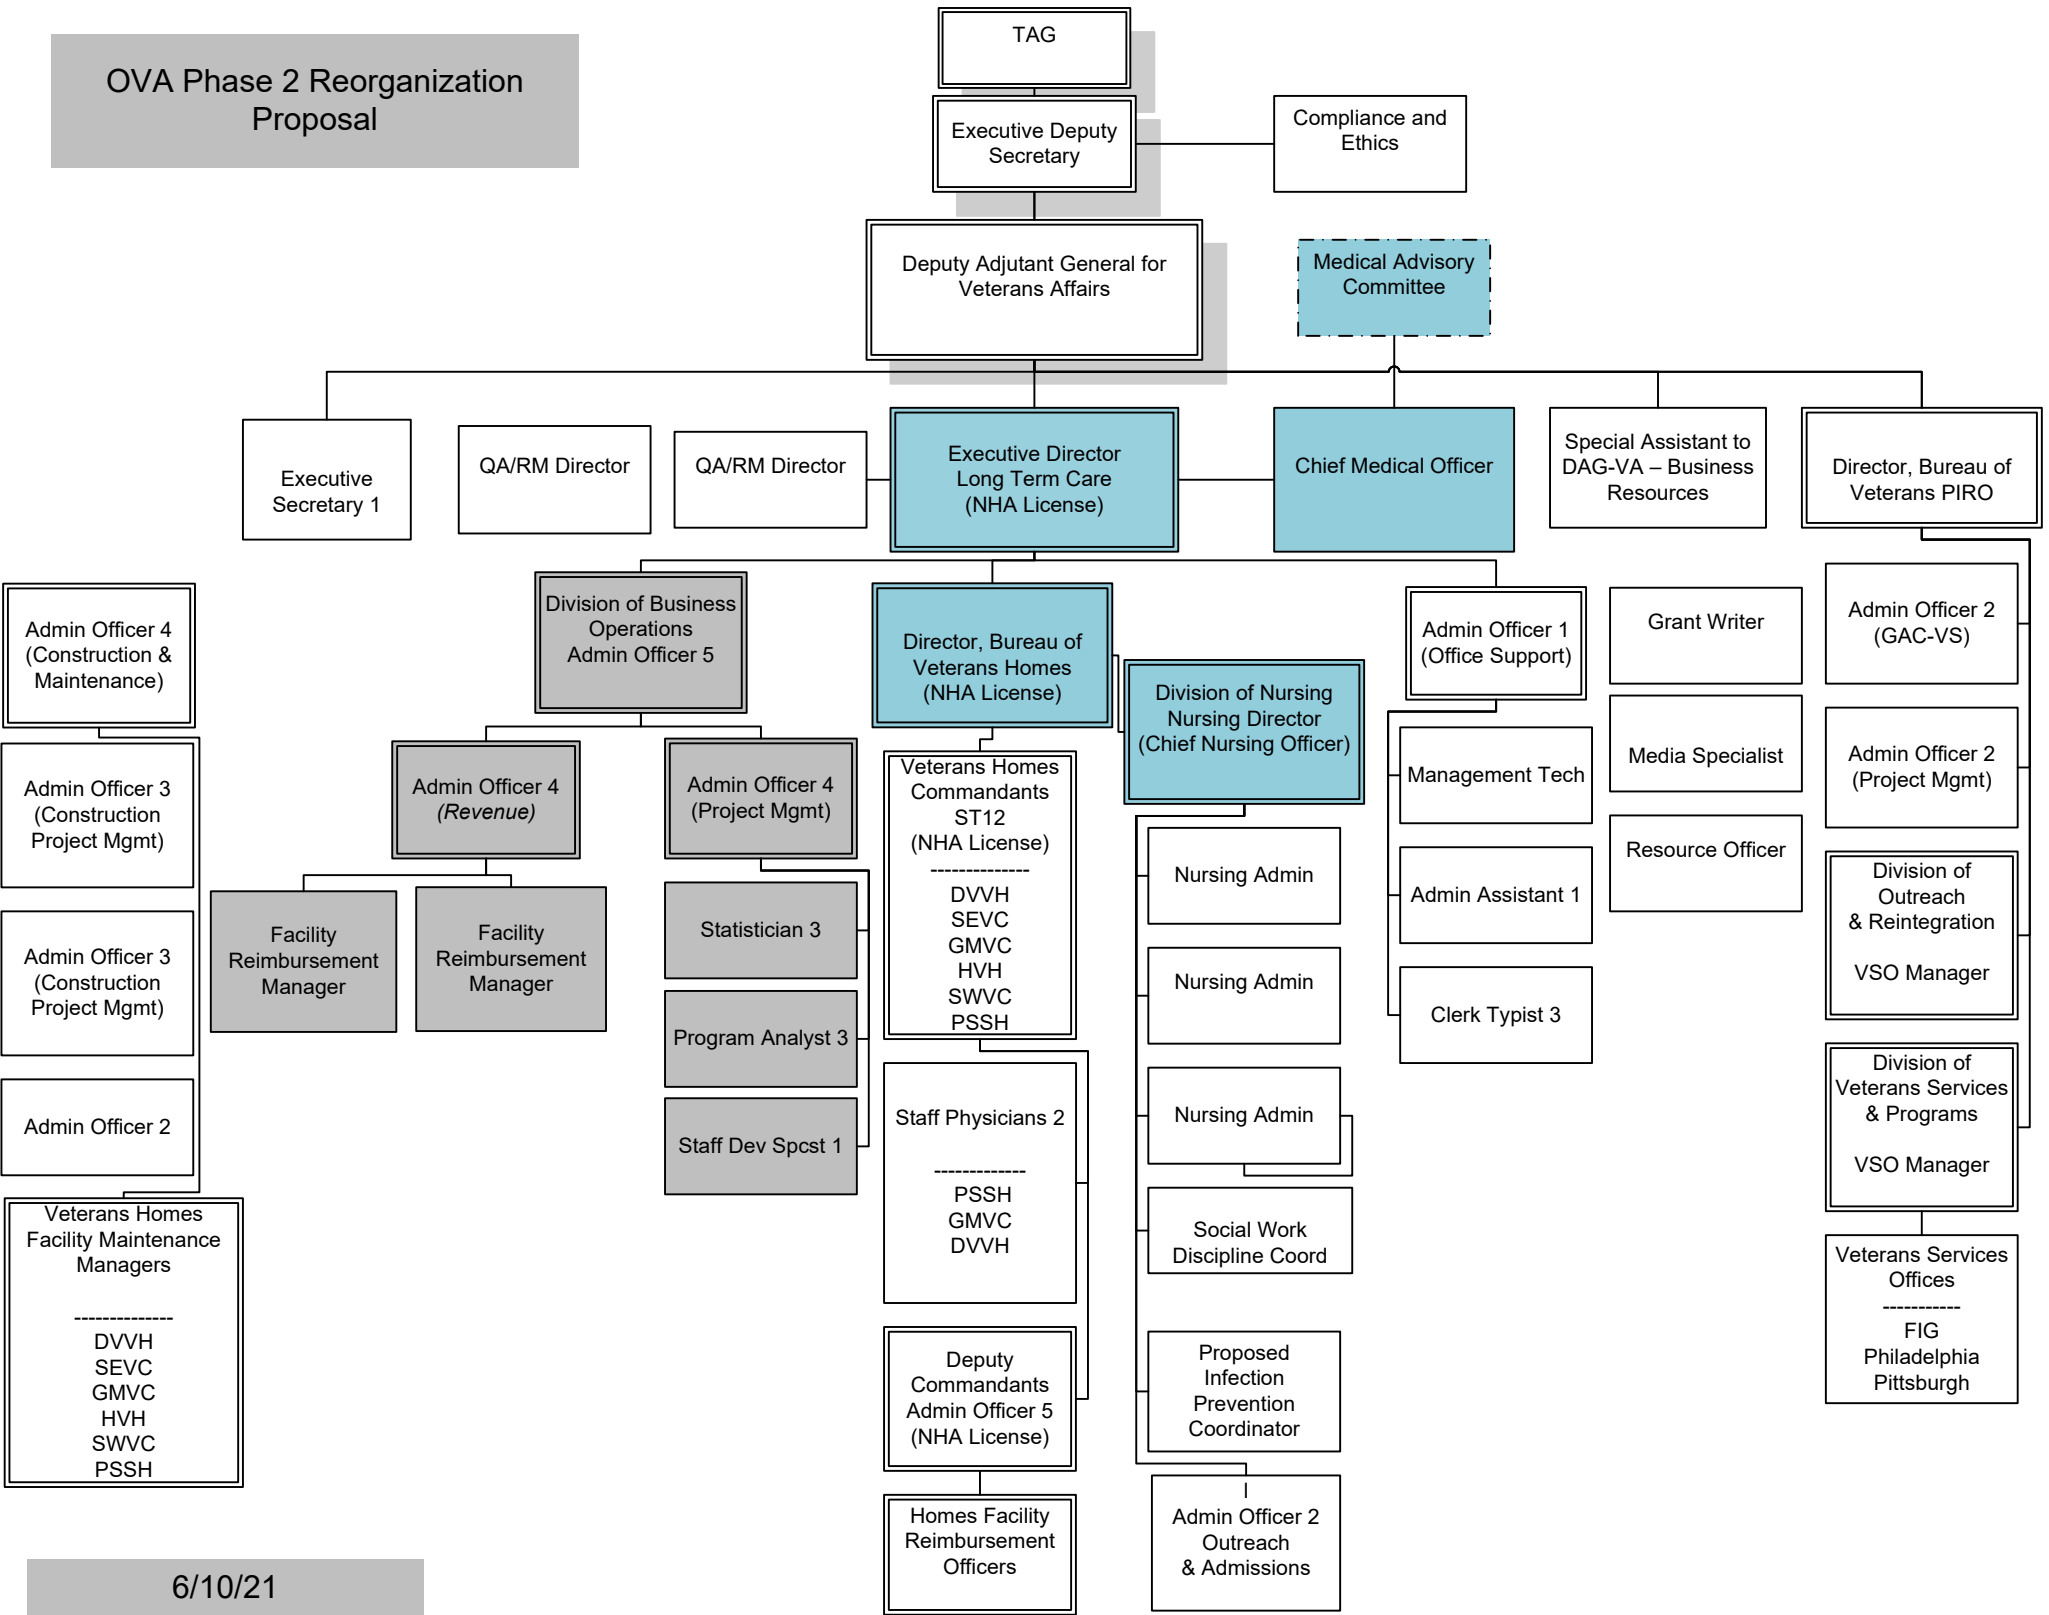 OVA Phase 2 Reorganization
Proposal
TAG
Executive Deputy
Secretary
Compliance and
Ethics
Deputy Adjutant General for
Veterans Affairs
Medical Advisory
Committee
Executive
Secretary 1
QA/RM Director
QA/RM Director
Executive Director
Long Term Care
(NHA License)
Chief Medical Officer
Special Assistant to
DAG-VA – Business
Resources
Director, Bureau of
Veterans PIRO
Admin Officer 4
(Construction &
Maintenance)
Admin Officer 3
(Construction
Project Mgmt)
Admin Officer 3
(Construction
Project Mgmt)
Admin Officer 2
Veterans Homes
Facility Maintenance
Managers
--------------
DVVH
SEVC
GMVC
HVH
SWVC
PSSH
Division of Business
Operations
Admin Officer 5
Admin Officer 4
(Revenue)
Facility
Reimbursement
Manager
Facility
Reimbursement
Manager
Admin Officer 4
(Project Mgmt)
Statistician 3
Program Analyst 3
Staff Dev Spcst 1
Director, Bureau of
Veterans Homes
(NHA License)
Veterans Homes
Commandants
ST12
(NHA License)
--------------
DVVH
SEVC
GMVC
HVH
SWVC
PSSH
Staff Physicians 2
-------------
PSSH
GMVC
DVVH
Deputy
Commandants
Admin Officer 5
(NHA License)
Homes Facility
Reimbursement
Officers
Division of Nursing
Nursing Director
(Chief Nursing Officer)
Nursing Admin
Nursing Admin
Nursing Admin
Social Work
Discipline Coord
Proposed
Infection
Prevention
Coordinator
Admin Officer 2
Outreach
& Admissions
Admin Officer 1
(Office Support)
Management Tech
Admin Assistant 1
Clerk Typist 3
Grant Writer
Media Specialist
Resource Officer
Admin Officer 2
(GAC-VS)
Admin Officer 2
(Project Mgmt)
Division of
Outreach
& Reintegration
VSO Manager
Division of
Veterans Services
& Programs
VSO Manager
Veterans Services
Offices
-----------
FIG
Philadelphia
Pittsburgh
6/10/21